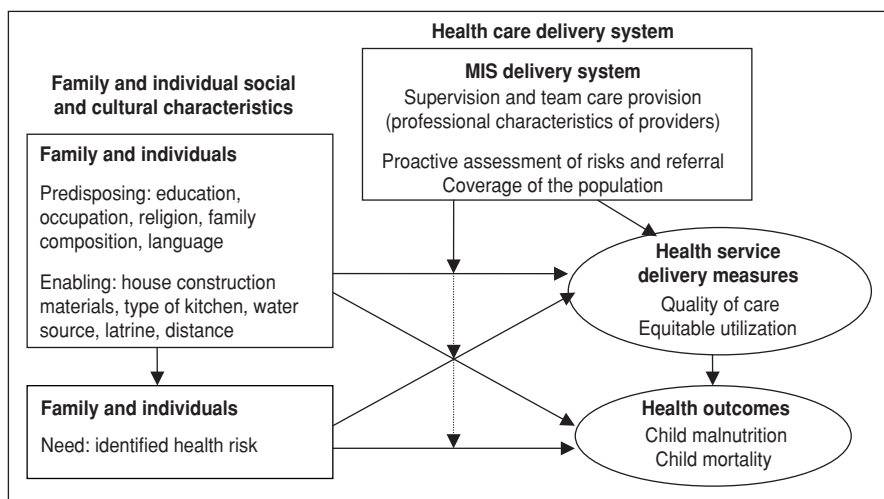 Health care delivery system
MIS delivery system
Supervision and team care provision
(professional characteristics of providers)
Proactive assessment of risks and referral
Coverage of the population
Family and individual social
and cultural characteristics
Family and individuals
Predisposing: education,
occupation, religion, family
composition, language
Enabling: house construction
materials, type of kitchen, water
source, latrine, distance
Family and individuals
Need: identified health risk
Health service
delivery measures
Quality of care
Equitable utilization
Health outcomes
Child malnutrition
Child mortality